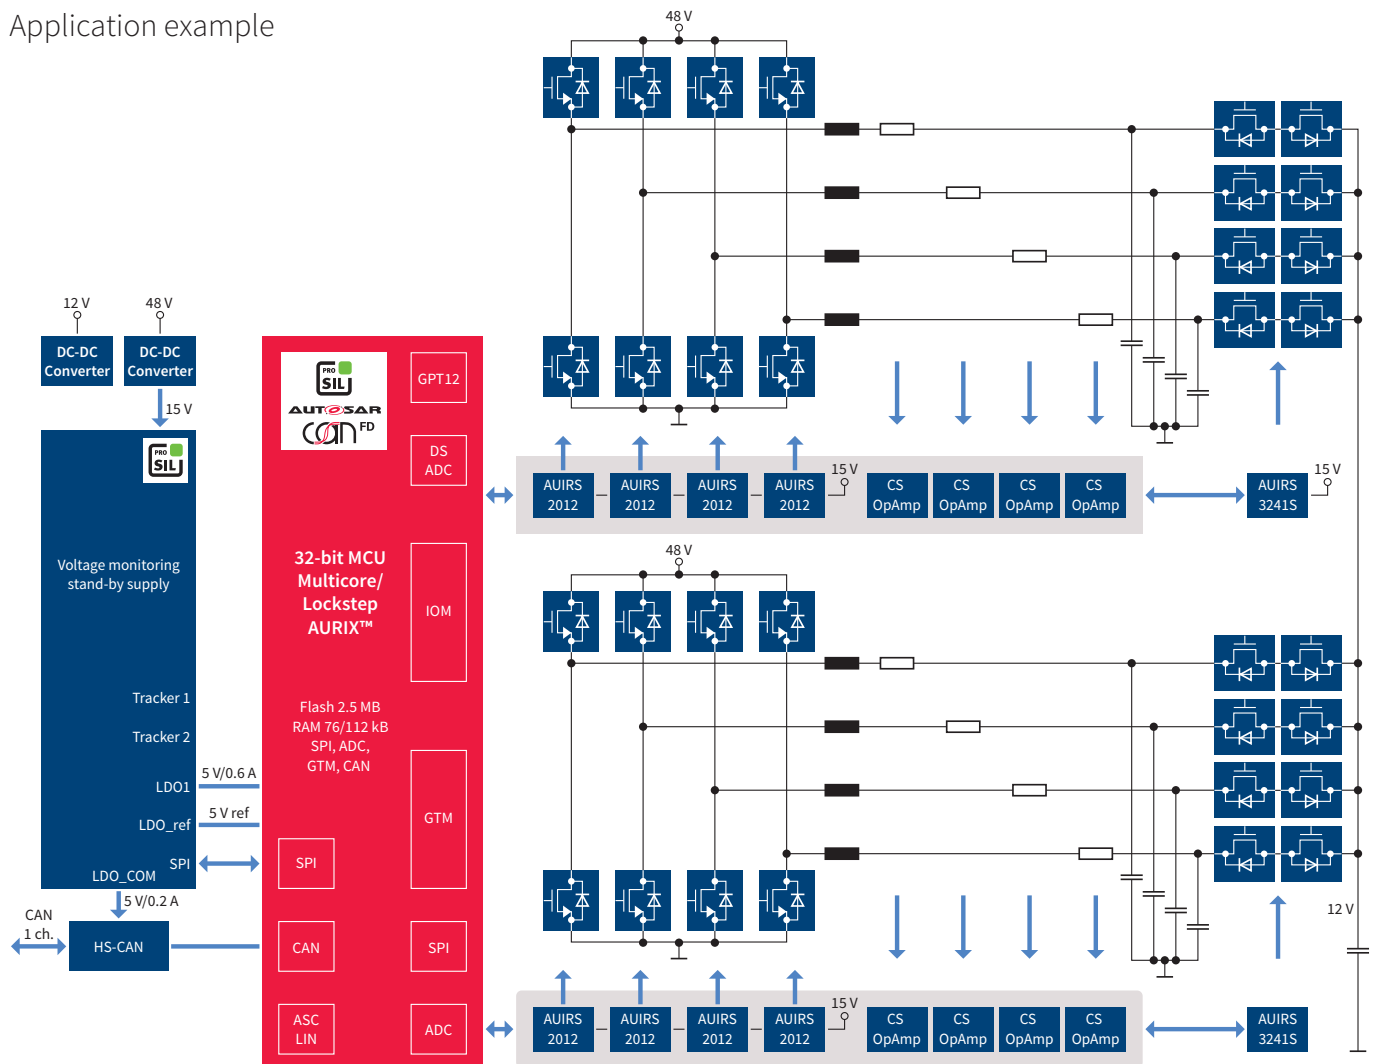 Application example
48 V
12 V
48 V
DC-DC
Converter
DC-DC
Converter
15 V
PRO
SIL
Voltage monitoring
stand-by supply
Tracker 1
Tracker 2
LDO1
LDO_ref
SPI
LDO_COM
5 V/0.6 A
5 V ref
5 V/0.2 A
CAN
1 ch.
HS-CAN
PRO
SIL
AUTOSAR
CAN FD
GPT12
DS
ADC
32-bit MCU
Multicore/
Lockstep
AURIX™
IOM
Flash 2.5 MB
RAM 76/112 kB
SPI, ADC,
GTM, CAN
GTM
SPI
CAN
SPI
ASC
LIN
ADC
AUIRS
2012
AUIRS
2012
AUIRS
2012
AUIRS
2012
15 V
CS
OpAmp
CS
OpAmp
CS
OpAmp
CS
OpAmp
AUIRS
3241S
15 V
48 V
12 V
AUIRS
2012
AUIRS
2012
AUIRS
2012
AUIRS
2012
15 V
CS
OpAmp
CS
OpAmp
CS
OpAmp
CS
OpAmp
AUIRS
3241S